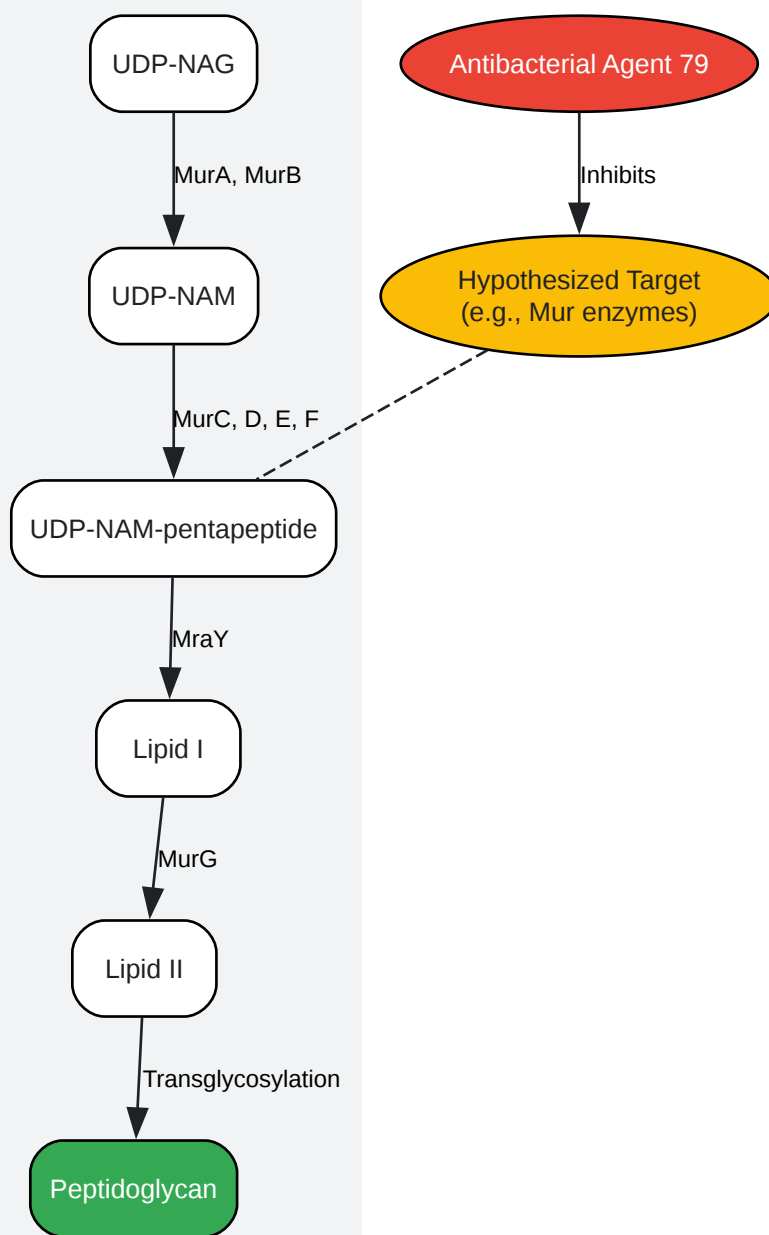 UDP-NAG
Antibacterial Agent 79
MurA, MurB
Inhibits
UDP-NAM
Hypothesized Target
(e.g., Mur enzymes)
MurC, D, E, F
UDP-NAM-pentapeptide
MraY
Lipid I
MurG
Lipid II
Transglycosylation
Peptidoglycan